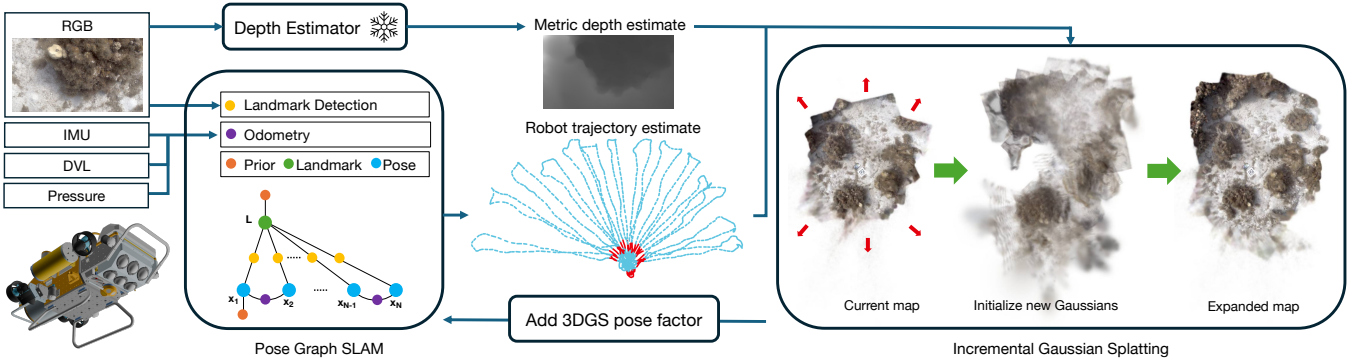 RGB
Depth Estimator
Metric depth estimate
Landmark Detection
IMU
Odometry
DVL
Prior Landmark Pose
Pressure
L
.....
x1 x2 ..... xN-1 xN
Pose Graph SLAM
Robot trajectory estimate
Add 3DGS pose factor
Current map
Initialize new Gaussians
Expanded map
Incremental Gaussian Splatting